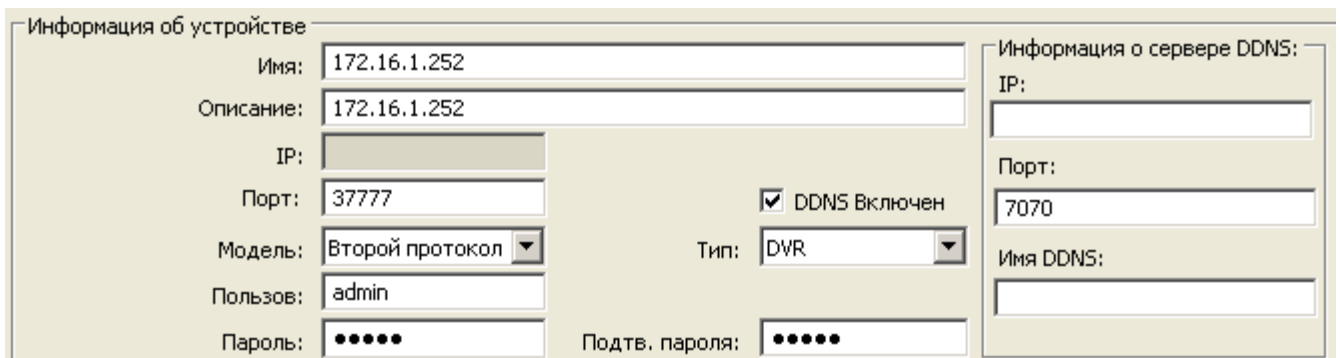 Информация об устройстве
Имя: 172.16.1.252
Описание: 172.16.1.252
IP:
Порт: 37777 DDNS Включен
Модель: Второй протокол Тип: DVR
Пользов: admin
Пароль: ●●●●● Подтв. пароля: ●●●●●
Информация о сервере DDNS:
IP:
Порт:
7070
Имя DDNS: